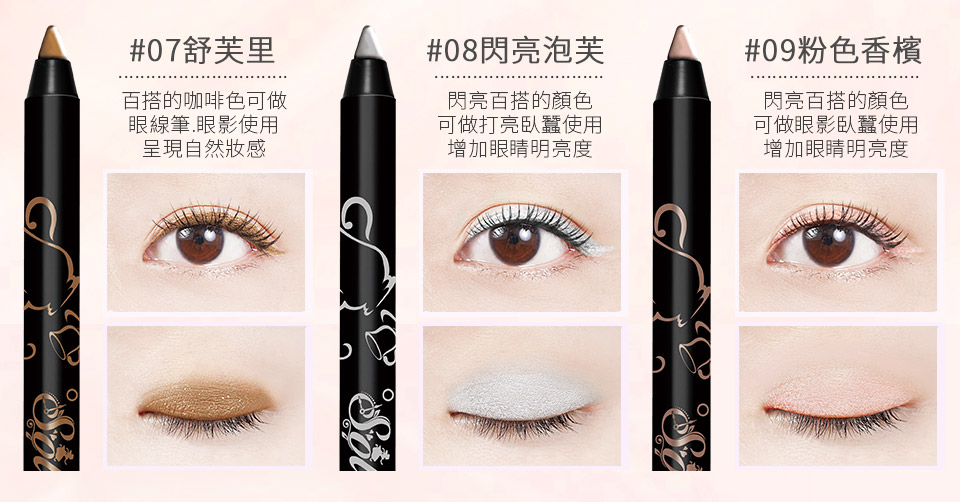 #07舒芙里
百搭的咖啡色可做
眼線筆.眼影使用
呈現自然妝感
#08閃亮泡芙
閃亮百搭的顏色
可做打亮臥蠶使用
增加眼睛明亮度
#09粉色香檳
閃亮百搭的顏色
可做眼影臥蠶使用
增加眼睛明亮度